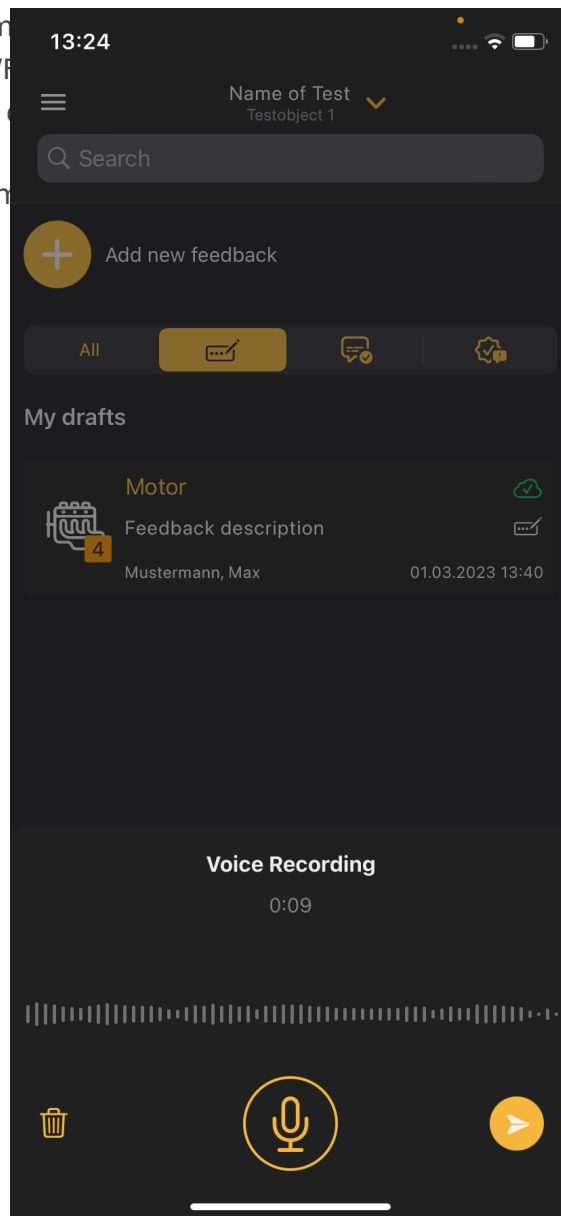 13:24
Name of Test
Testobject 1
Search
Add new feedback
All
My drafts
Motor
Feedback description
4
Mustermann, Max 01.03.2023 13:40
Voice Recording
0:09